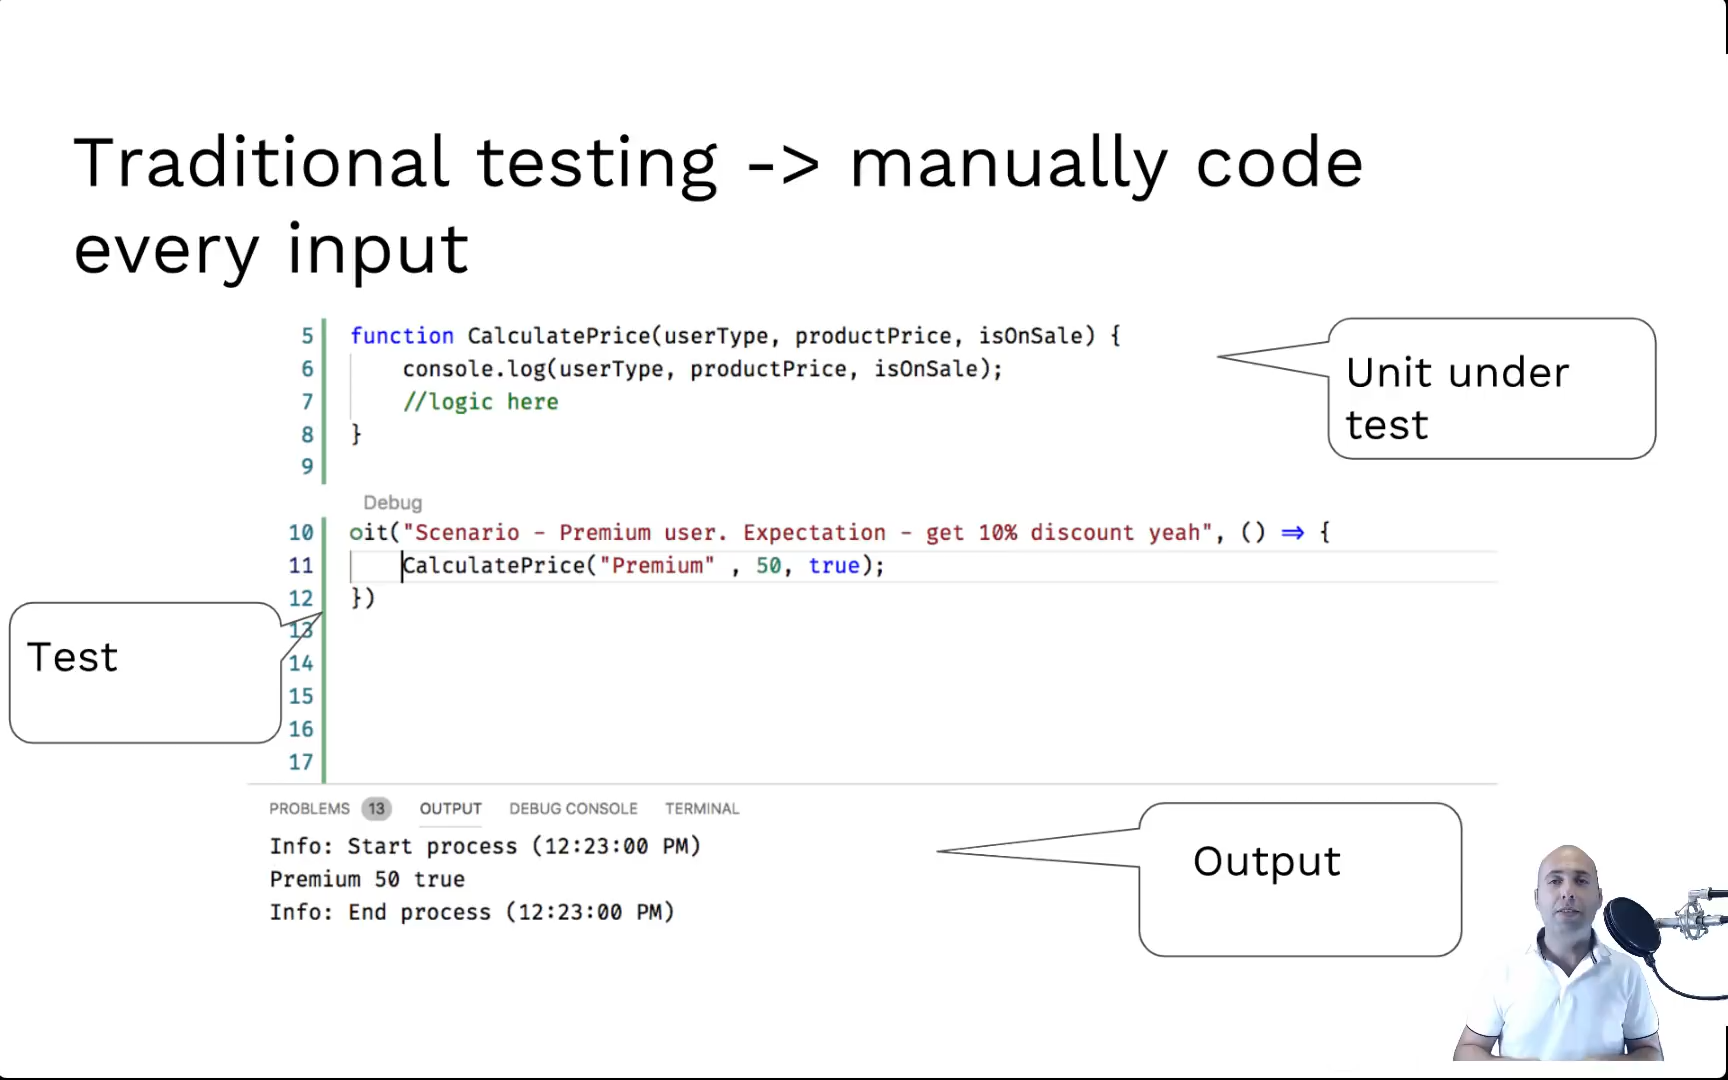 Traditional testing -> manually code
every input
5 function CalculatePrice(userType, productPrice, isOnSale) {
6 console.log(userType, productPrice, isOnSale);
7 //logic here
8 }
9
Unit under
test
Debug
10 it("Scenario - Premium user. Expectation - get 10% discount yeah", () => {
11 CalculatePrice("Premium" , 50, true);
12 })
13
Test
14
15
16
17
PROBLEMS 13 OUTPUT DEBUG CONSOLE TERMINAL
Info: Start process (12:23:00 PM)
Premium 50 true
Info: End process (12:23:00 PM)
Output